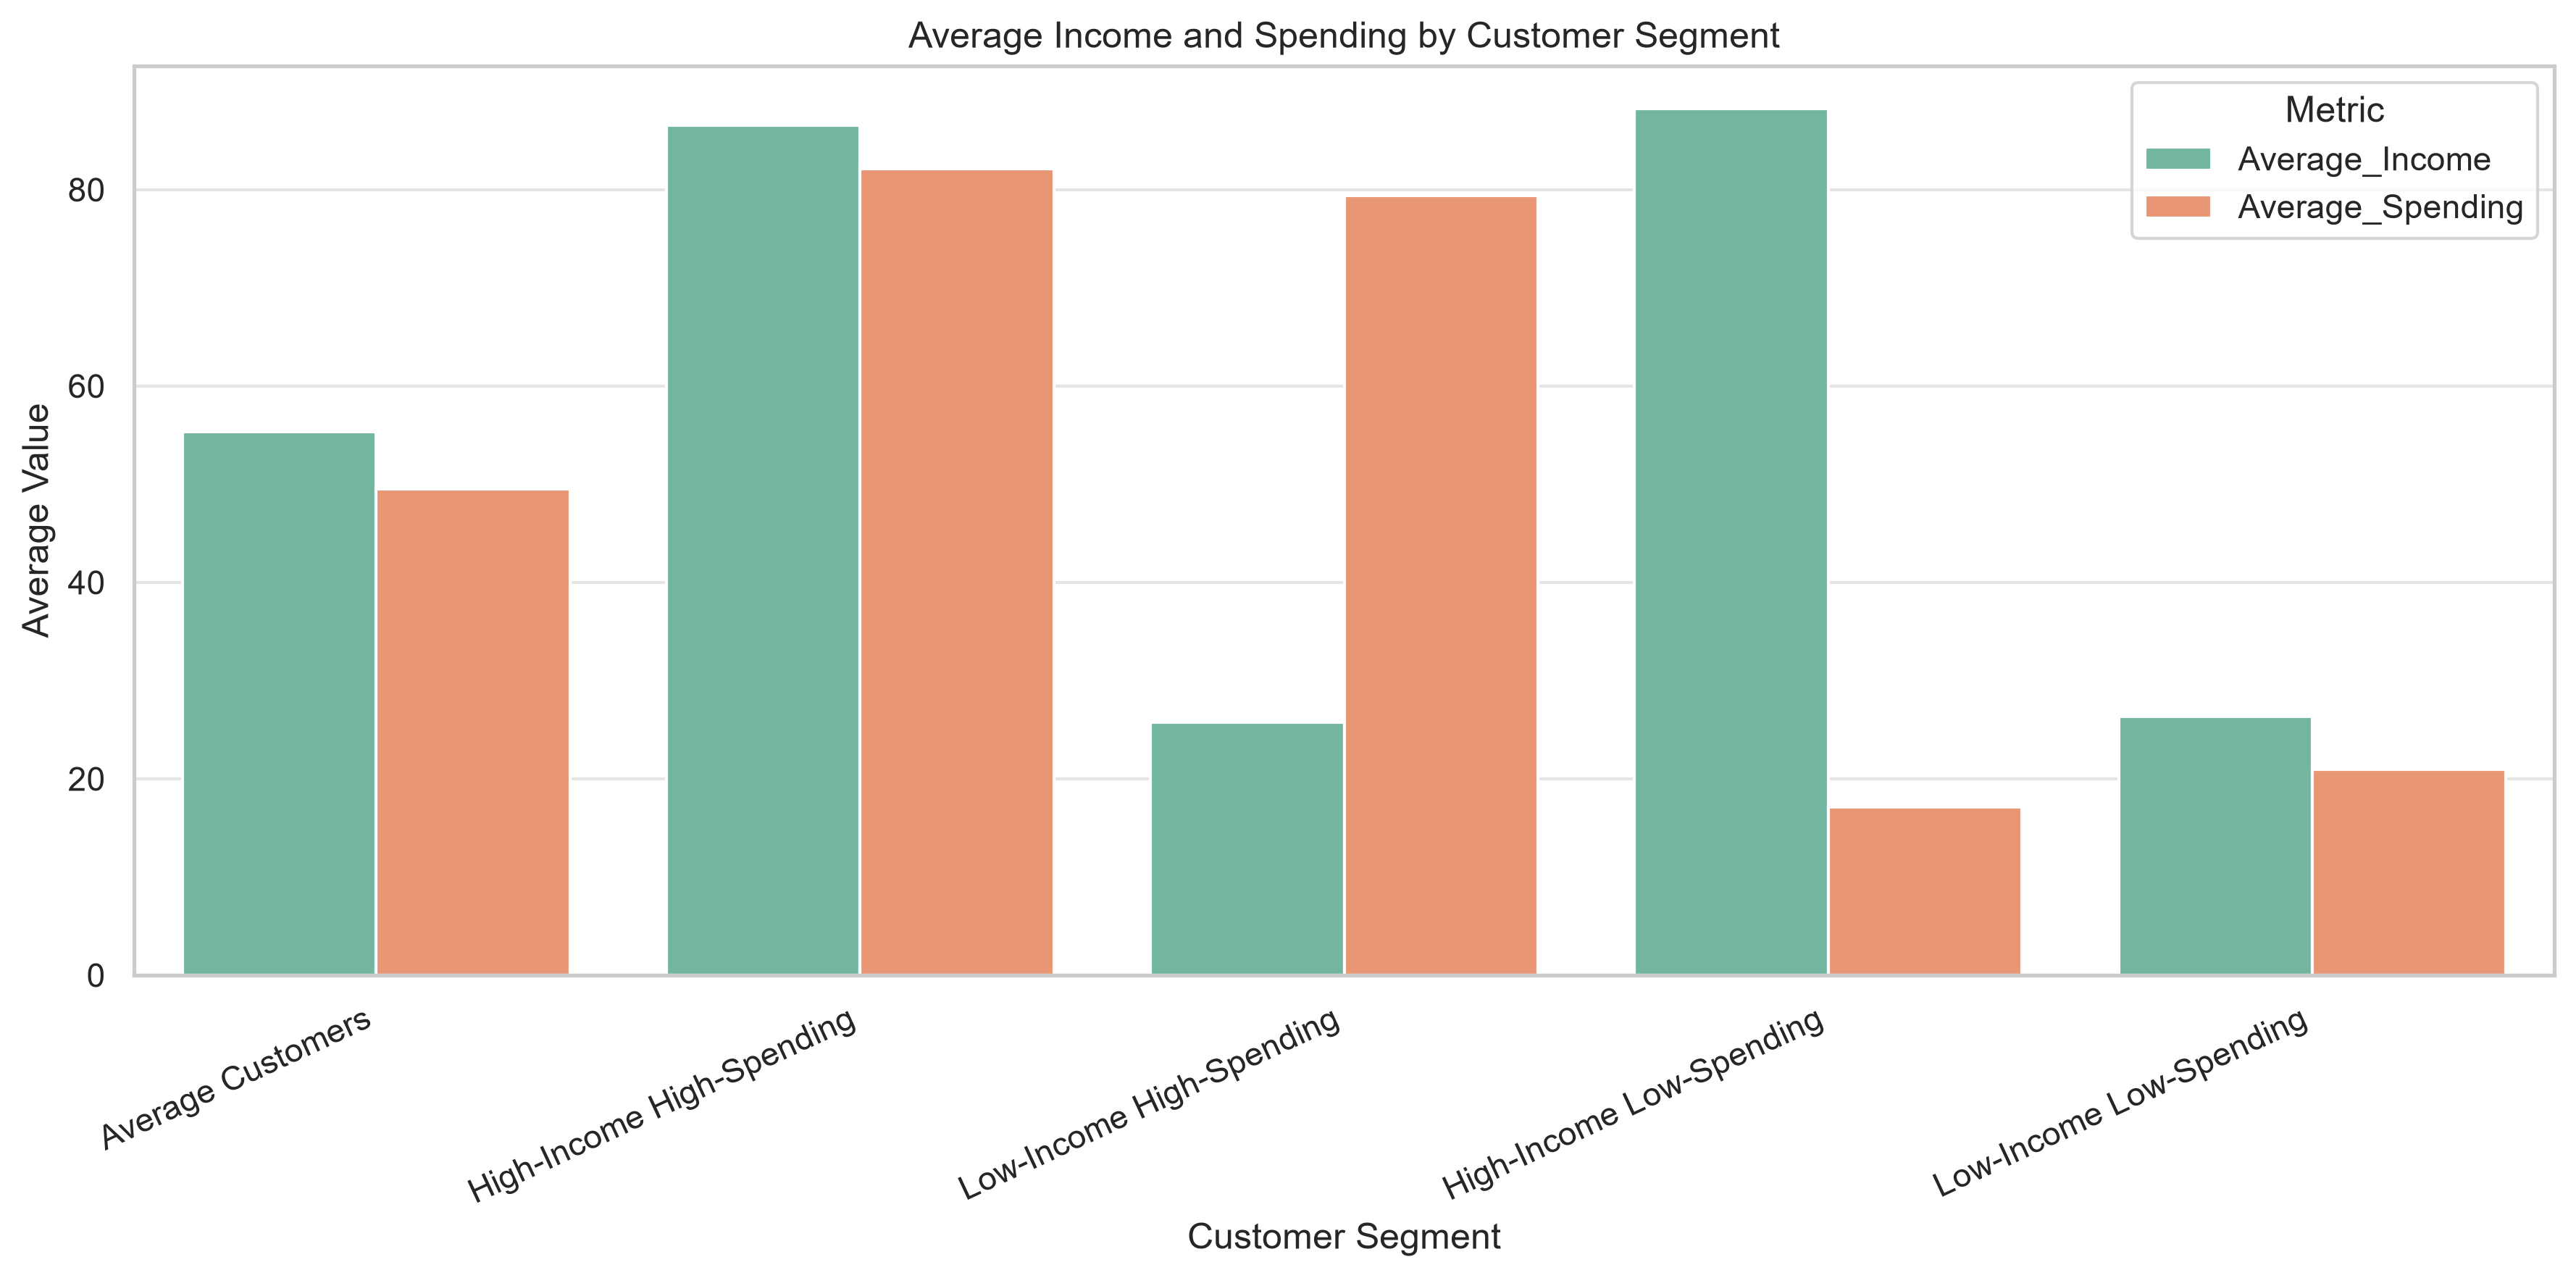 Average Income and Spending by Customer Segment
Metric
Average_Income
Average_Spending
Average Value
80
60
40
20
0
Average Customers
High-Income High-Spending
Low-Income High-Spending
High-Income Low-Spending
Low-Income Low-Spending
Customer Segment